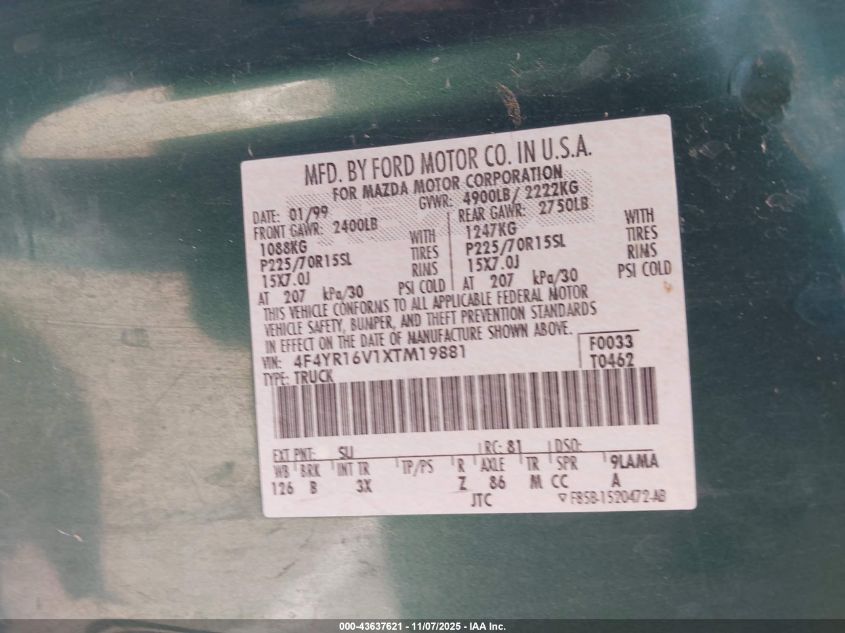 MFD. BY FORD MOTOR CO. IN U.S.A.
FOR MAZDA MOTOR CORPORATION
DATE: 01/99 GVWR: 4900LB/ 2222KG
FRONT GAWR: 2400LB REAR GAWR: 2750LB
1088KG WITH 1247KG WITH
P225/70R15SL TIRES P225/70R15SL TIRES
15X7.0J RIMS 15X7.0J RIMS
AT 207 kPa/30 PSI COLD AT 207 kPa/30 PSI COLD
THIS VEHICLE CONFORMS TO ALL APPLICABLE FEDERAL MOTOR
VEHICLE SAFETY, BUMPER, AND THEFT PREVENTION STANDARDS
IN EFFECT ON THE DATE OF MANUFACTURE SHOWN ABOVE.
VIN: 4F4YR16V1XTM19881 F0033
TYPE: TRUCK T0462
EXT PNT: SU RC: 81 DSO:
WB BRK INT TR TP/PS R AXLE TR SPR 9LAMA
126 B 3X Z 86 M CC A
JTC F85B-1520472-AB
000-43637621 - 11/07/2025 - IAA Inc.